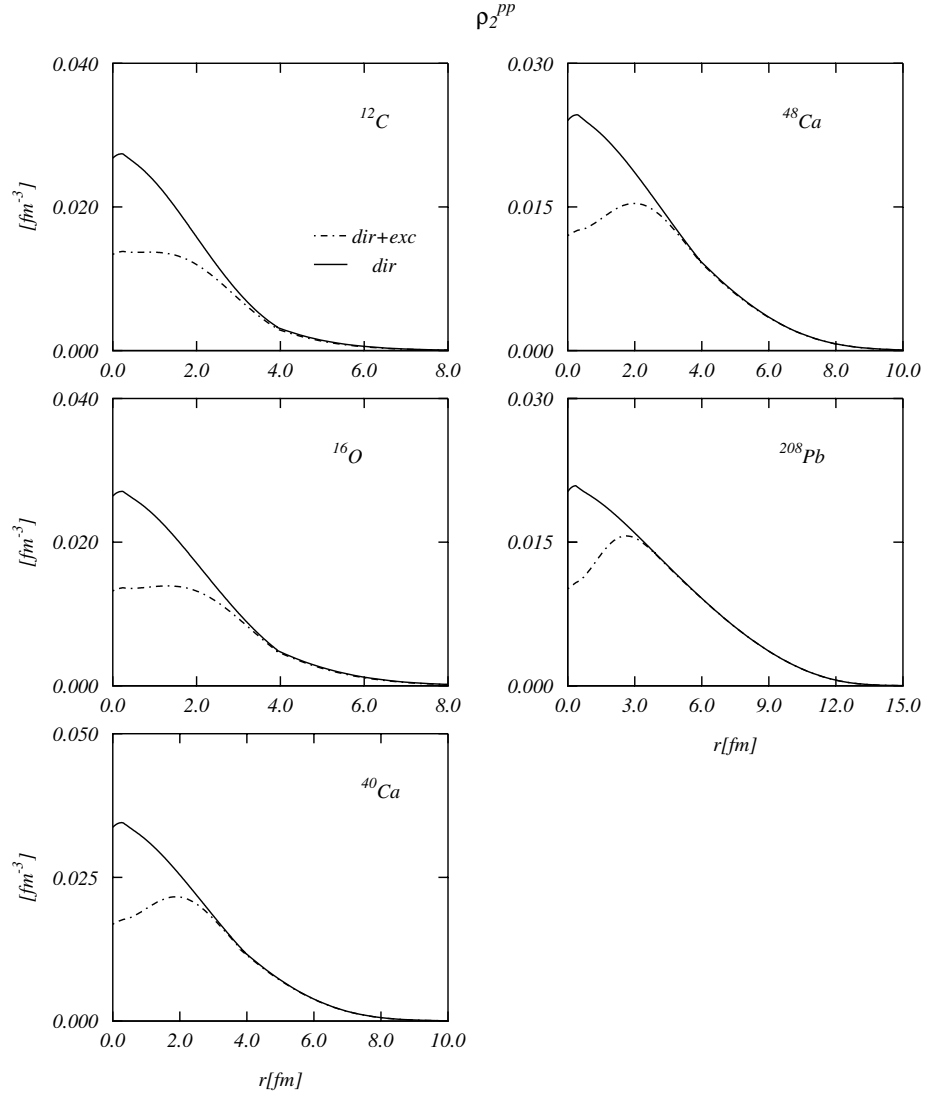 ρ₂ᵖᵖ
0.040
0.020
0.000
[fm⁻³]
¹²C
dir+exc
dir
0.0 2.0 4.0 6.0 8.0
0.030
0.015
0.000
⁴⁸Ca
0.0 2.0 4.0 6.0 8.0 10.0
0.040
0.020
0.000
[fm⁻³]
¹⁶O
0.0 2.0 4.0 6.0 8.0
0.030
0.015
0.000
²⁰⁸Pb
0.0 3.0 6.0 9.0 12.0 15.0
r[fm]
0.050
0.025
0.000
[fm⁻³]
⁴⁰Ca
0.0 2.0 4.0 6.0 8.0 10.0
r[fm]